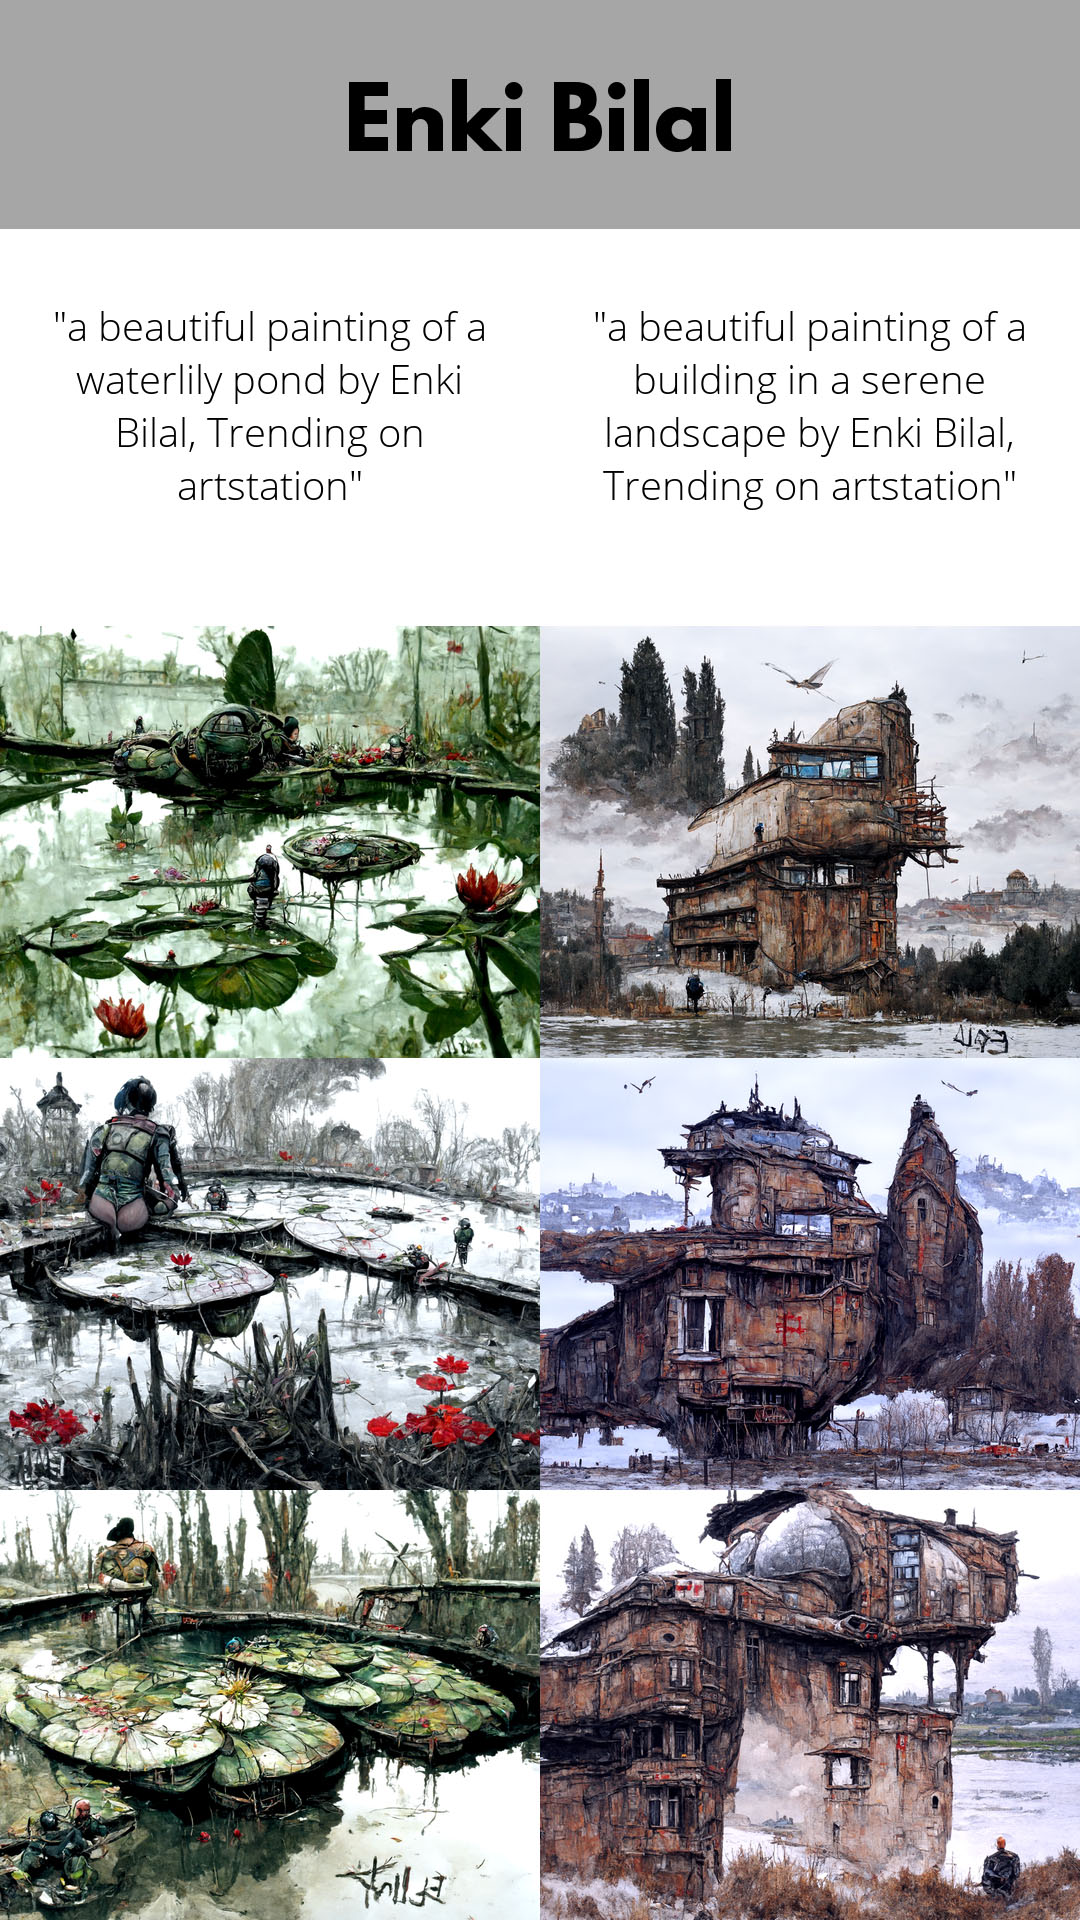 Enki Bilal
"a beautiful painting of a
waterlily pond by Enki
Bilal, Trending on
artstation"
"a beautiful painting of a
building in a serene
landscape by Enki Bilal,
Trending on artstation"